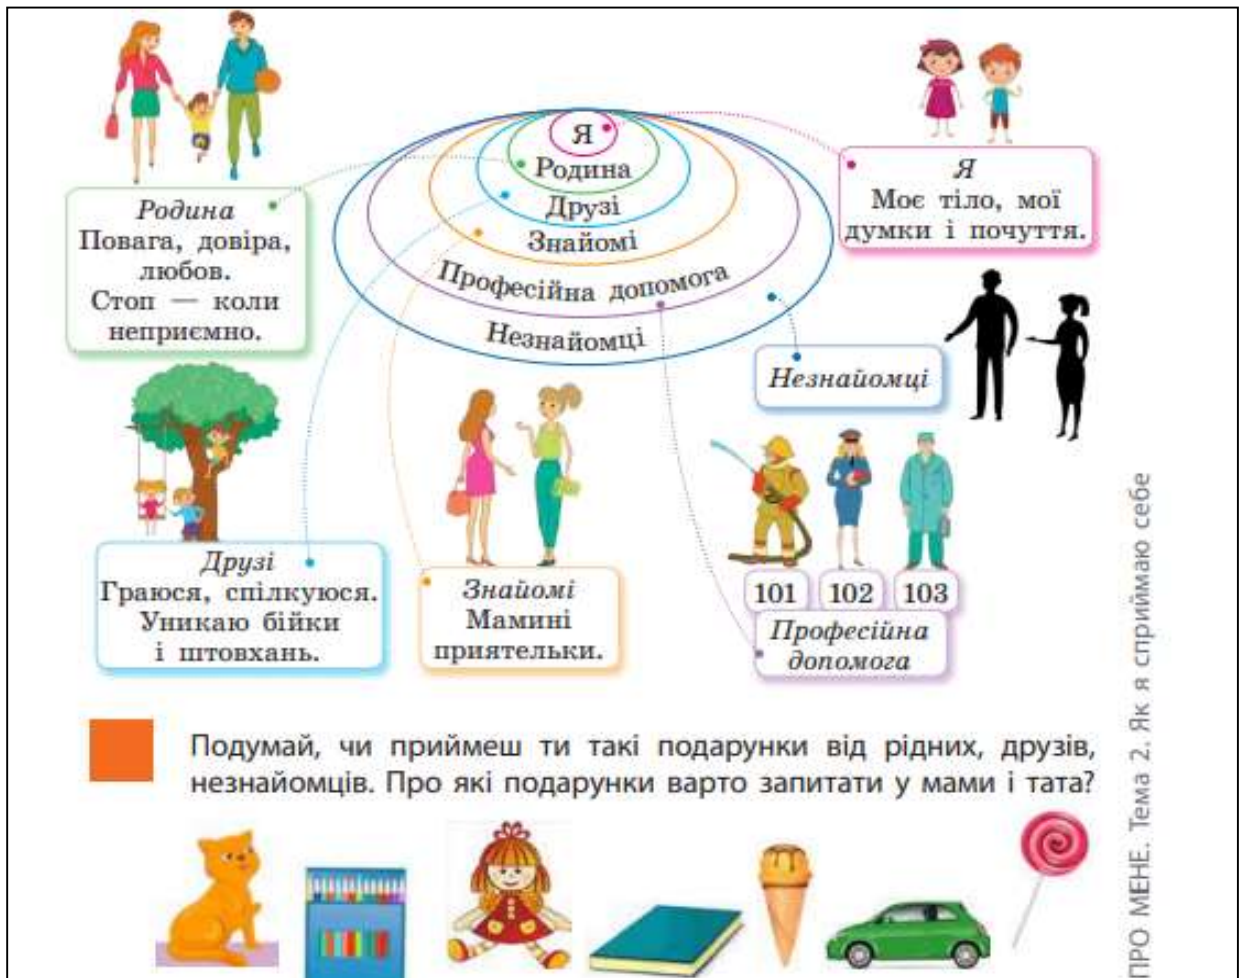 Я
Родина
Друзі
Знайомі
Професійна допомога
Незнайомці
Родина
Повага, довіра,
любов.
Стоп — коли
неприємно.
Я
Моє тіло, мої
думки і почуття.
Незнайомці
Друзі
Граюся, спілкуюся.
Уникаю бійки
і штовхань.
Знайомі
Мамині
приятельки.
101 102 103
Професійна
допомога
Подумай, чи приймеш ти такі подарунки від рідних, друзів,
незнайомців. Про які подарунки варто запитати у мами і тата?
ПРО МЕНЕ. Тема 2. Як я сприймаю себе